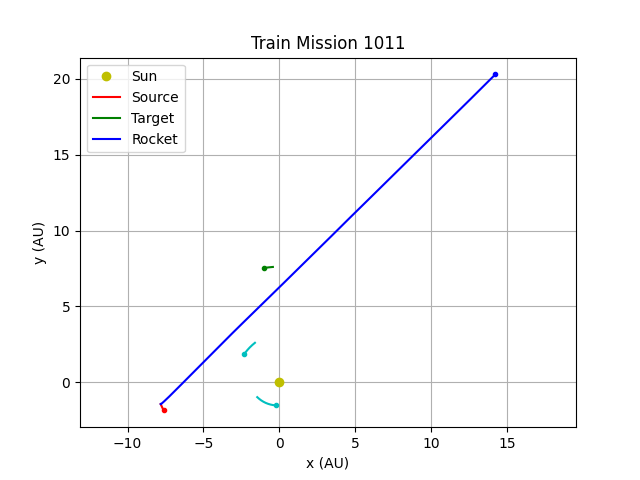 Train Mission 1011
Sun
Source
Target
Rocket
20
15
10
5
0
−10
−5
0
5
10
15
y (AU)
x (AU)